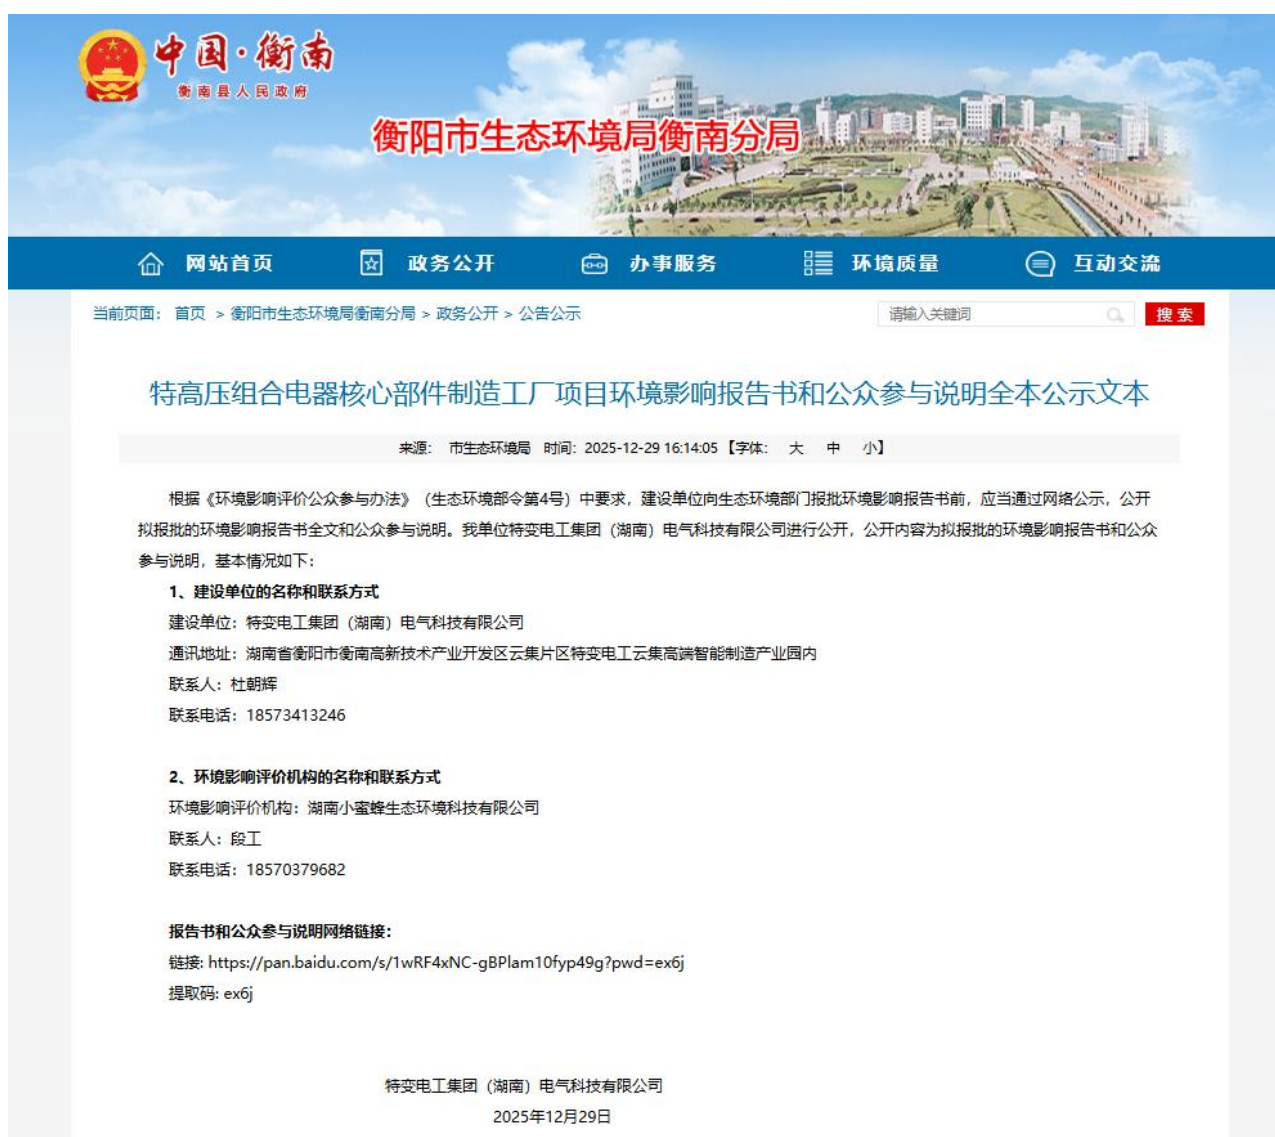 中国·衡南
衡南县人民政府
衡阳市生态环境局衡南分局
网站首页 政务公开 办事服务 环境质量 互动交流
当前页面： 首页 > 衡阳市生态环境局衡南分局 > 政务公开 > 公告公示 请输入关键词 搜索
特高压组合电器核心部件制造工厂项目环境影响报告书和公众参与说明全本公示文本
来源： 市生态环境局 时间：2025-12-29 16:14:05【字体： 大 中 小】
根据《环境影响评价公众参与办法》（生态环境部令第4号）中要求，建设单位向生态环境部门报批环境影响报告书前，应当通过网络公示，公开
拟报批的环境影响报告书全文和公众参与说明。我单位特变电工集团（湖南）电气科技有限公司进行公开，公开内容为拟报批的环境影响报告书和公众
参与说明，基本情况如下：
1、建设单位的名称和联系方式
建设单位：特变电工集团（湖南）电气科技有限公司
通讯地址：湖南省衡阳市衡南高新技术产业开发区云集片区特变电工云集高端智能制造产业园内
联系人：杜朝辉
联系电话：18573413246
2、环境影响评价机构的名称和联系方式
环境影响评价机构：湖南小蜜蜂生态环境科技有限公司
联系人：段工
联系电话：18570379682
报告书和公众参与说明网络链接：
链接: https://pan.baidu.com/s/1wRF4xNC-gBPlam10fyp49g?pwd=ex6j
提取码: ex6j
特变电工集团（湖南）电气科技有限公司
2025年12月29日